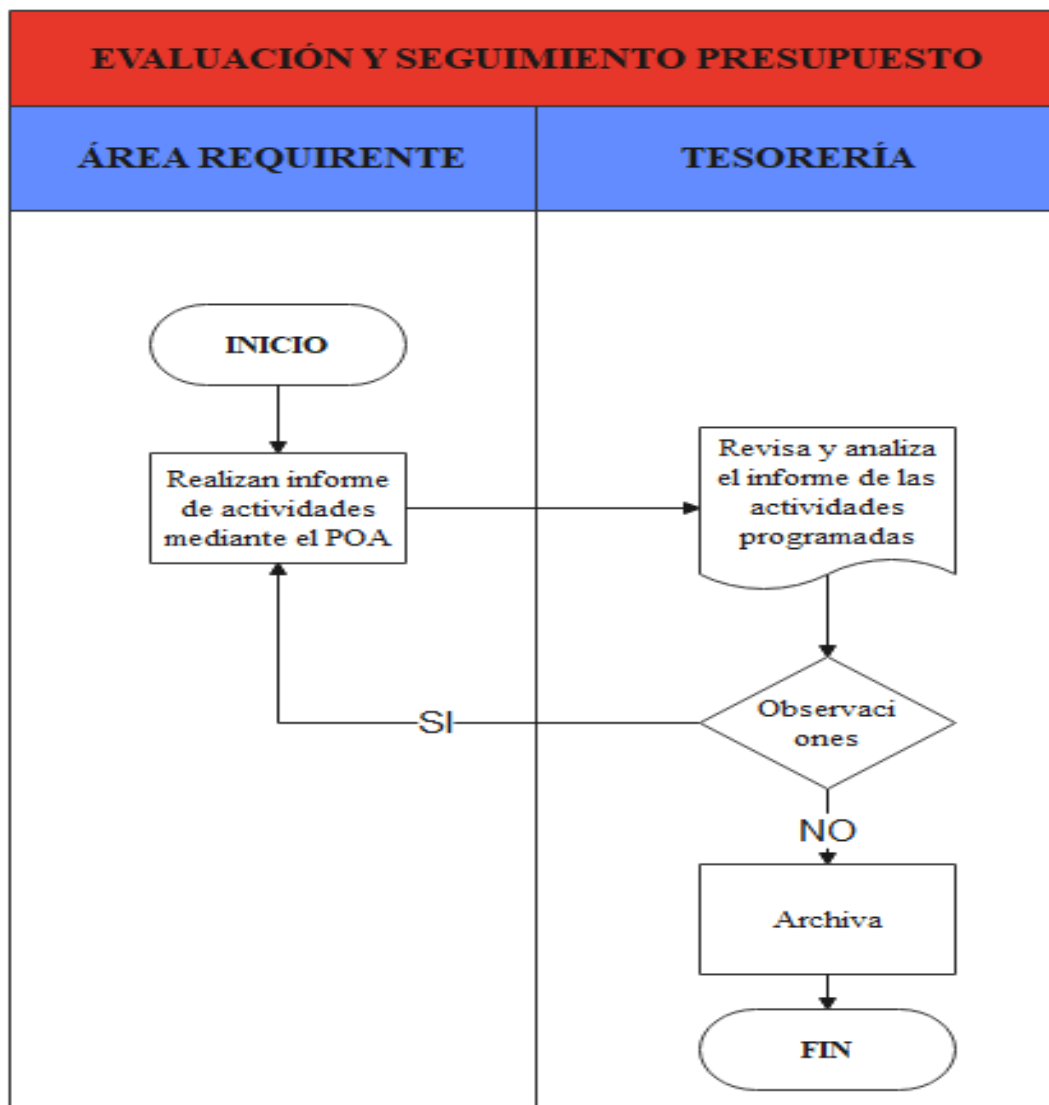 EVALUACIÓN Y SEGUIMIENTO PRESUPUESTO
ÁREA REQUIRENTE
TESORERÍA
INICIO
Realizan informe
de actividades
mediante el POA
Revisa y analiza
el informe de las
actividades
programadas
Observaci
ones
SI
NO
Archiva
FIN